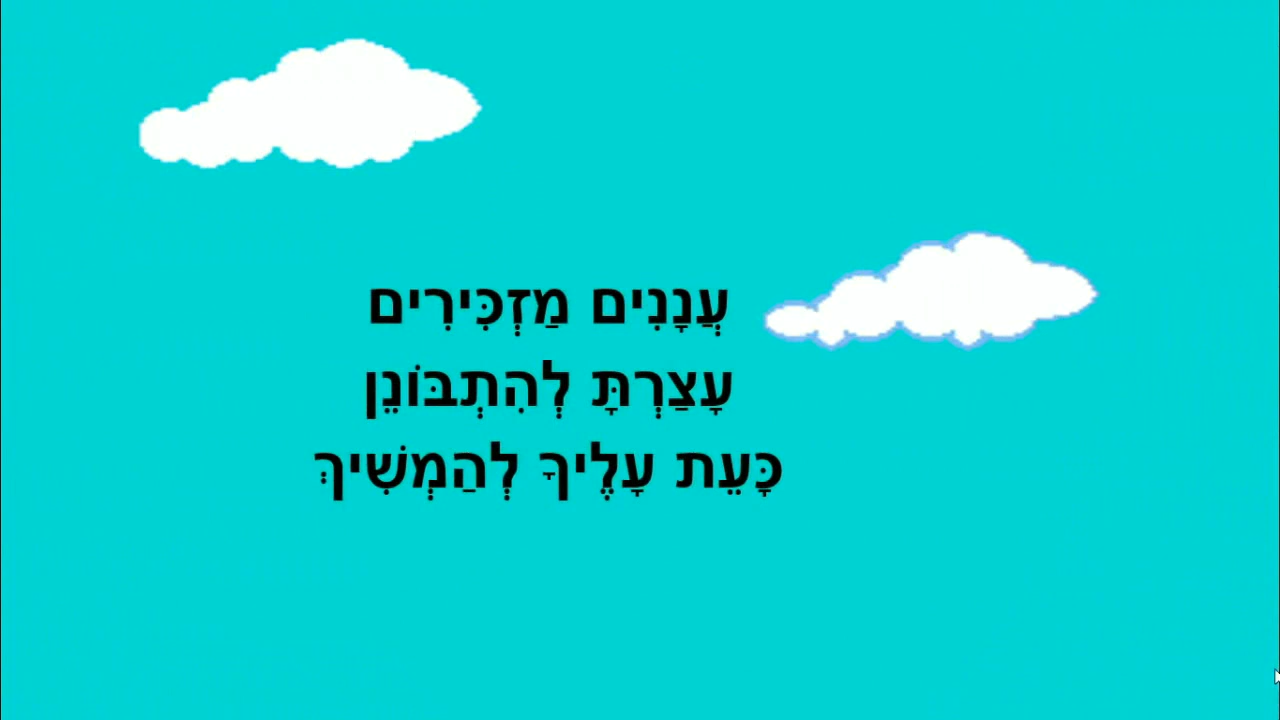 עֲנָנִים מַזְכִּירִים
עָצַרְתָּ לְהִתְבּוֹנֵן
כָּעֵת עָלֶיךָ לְהַמְשִׁיךְ